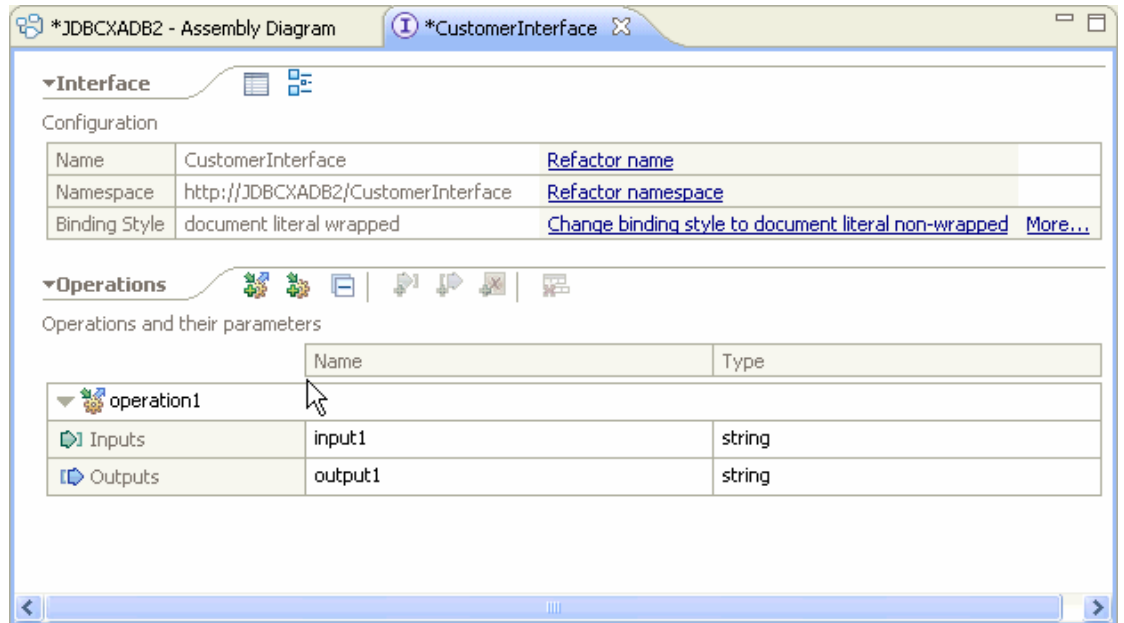 *JDBCXADB2 - Assembly Diagram *CustomerInterface
Interface
Configuration
Name CustomerInterface Refactor name
Namespace http://JDBCXADB2/CustomerInterface Refactor namespace
Binding Style document literal wrapped Change binding style to document literal non-wrapped More...
Operations
Operations and their parameters
Name Type
operation1
Inputs input1 string
Outputs output1 string